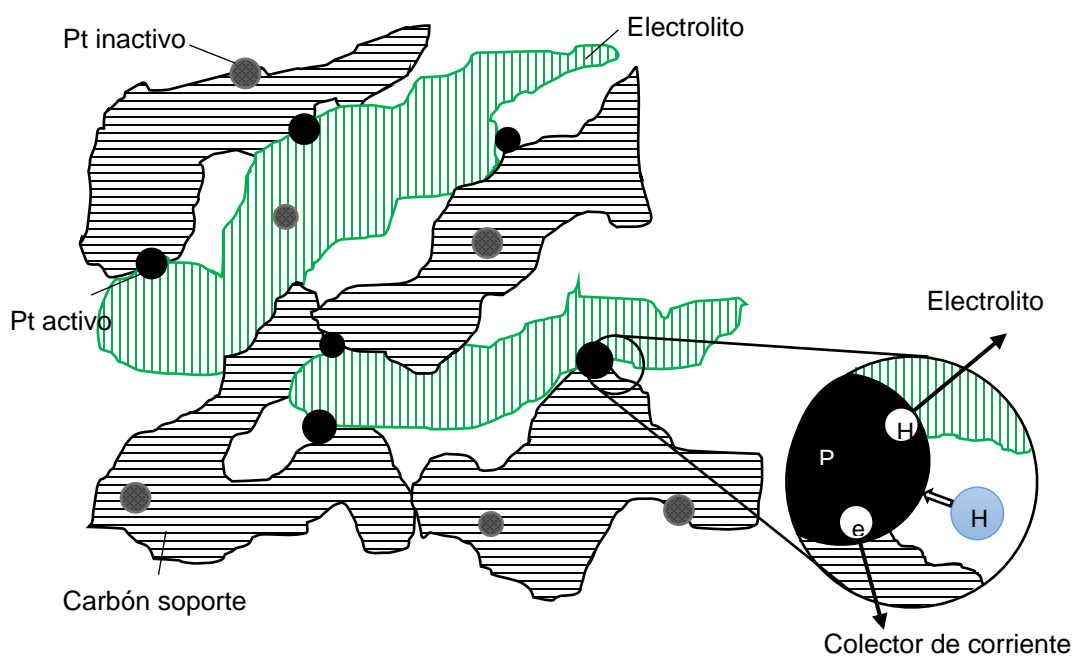 Pt inactivo
Electrolito
Pt activo
Electrolito
H
P
H
e
Carbón soporte
Colector de corriente